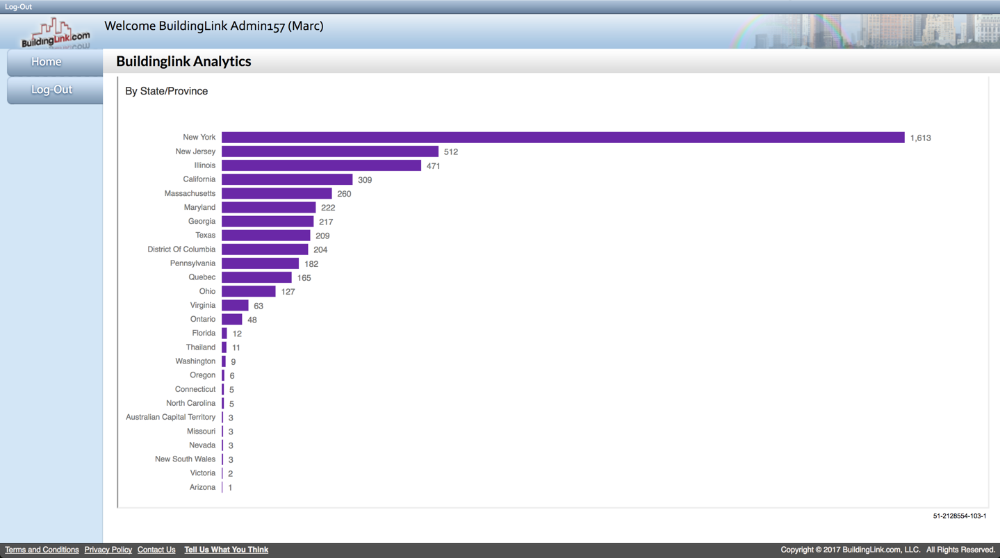 Log-Out
BuildingLink.com
Welcome BuildingLink Admin157 (Marc)
Home
Log-Out
Buildinglink Analytics
By State/Province
New York 1,613
New Jersey 512
Illinois 471
California 309
Massachusetts 260
Maryland 222
Georgia 217
Texas 209
District Of Columbia 204
Pennsylvania 182
Quebec 165
Ohio 127
Virginia 63
Ontario 48
Florida 12
Thailand 11
Washington 9
Oregon 6
Connecticut 5
North Carolina 5
Australian Capital Territory 3
Missouri 3
Nevada 3
New South Wales 3
Victoria 2
Arizona 1
51-2128554-103-1
Terms and Conditions Privacy Policy Contact Us Tell Us What You Think Copyright © 2017 BuildingLink.com, LLC. All Rights Reserved.